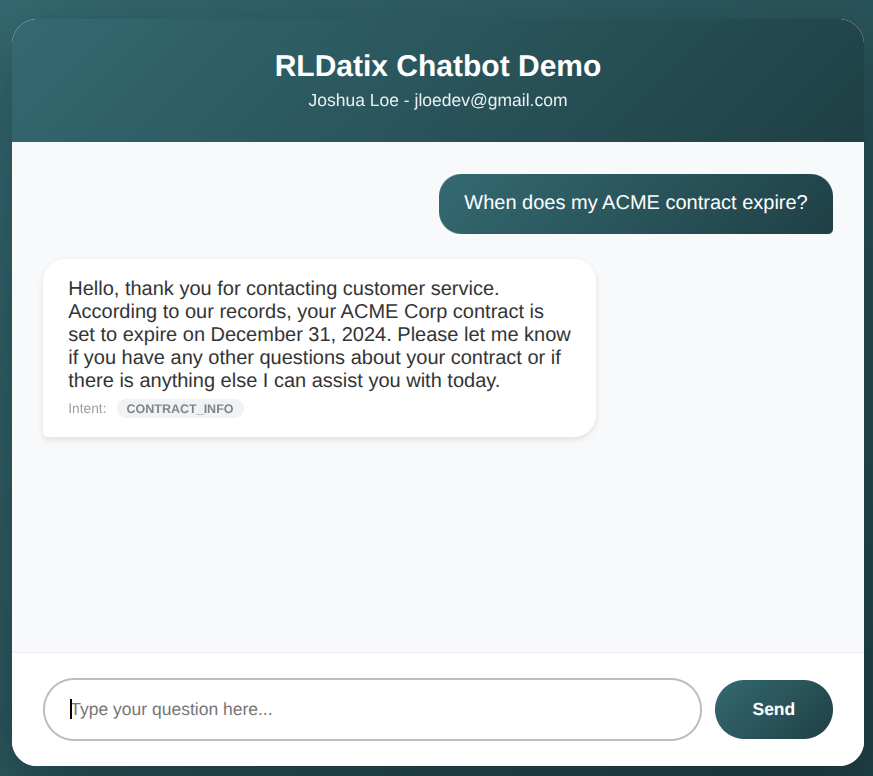 RLDatix Chatbot Demo
Joshua Loe - jloedev@gmail.com
When does my ACME contract expire?
Hello, thank you for contacting customer service.
According to our records, your ACME Corp contract is
set to expire on December 31, 2024. Please let me know
if you have any other questions about your contract or if
there is anything else I can assist you with today.
Intent: CONTRACT_INFO
Type your question here...
Send